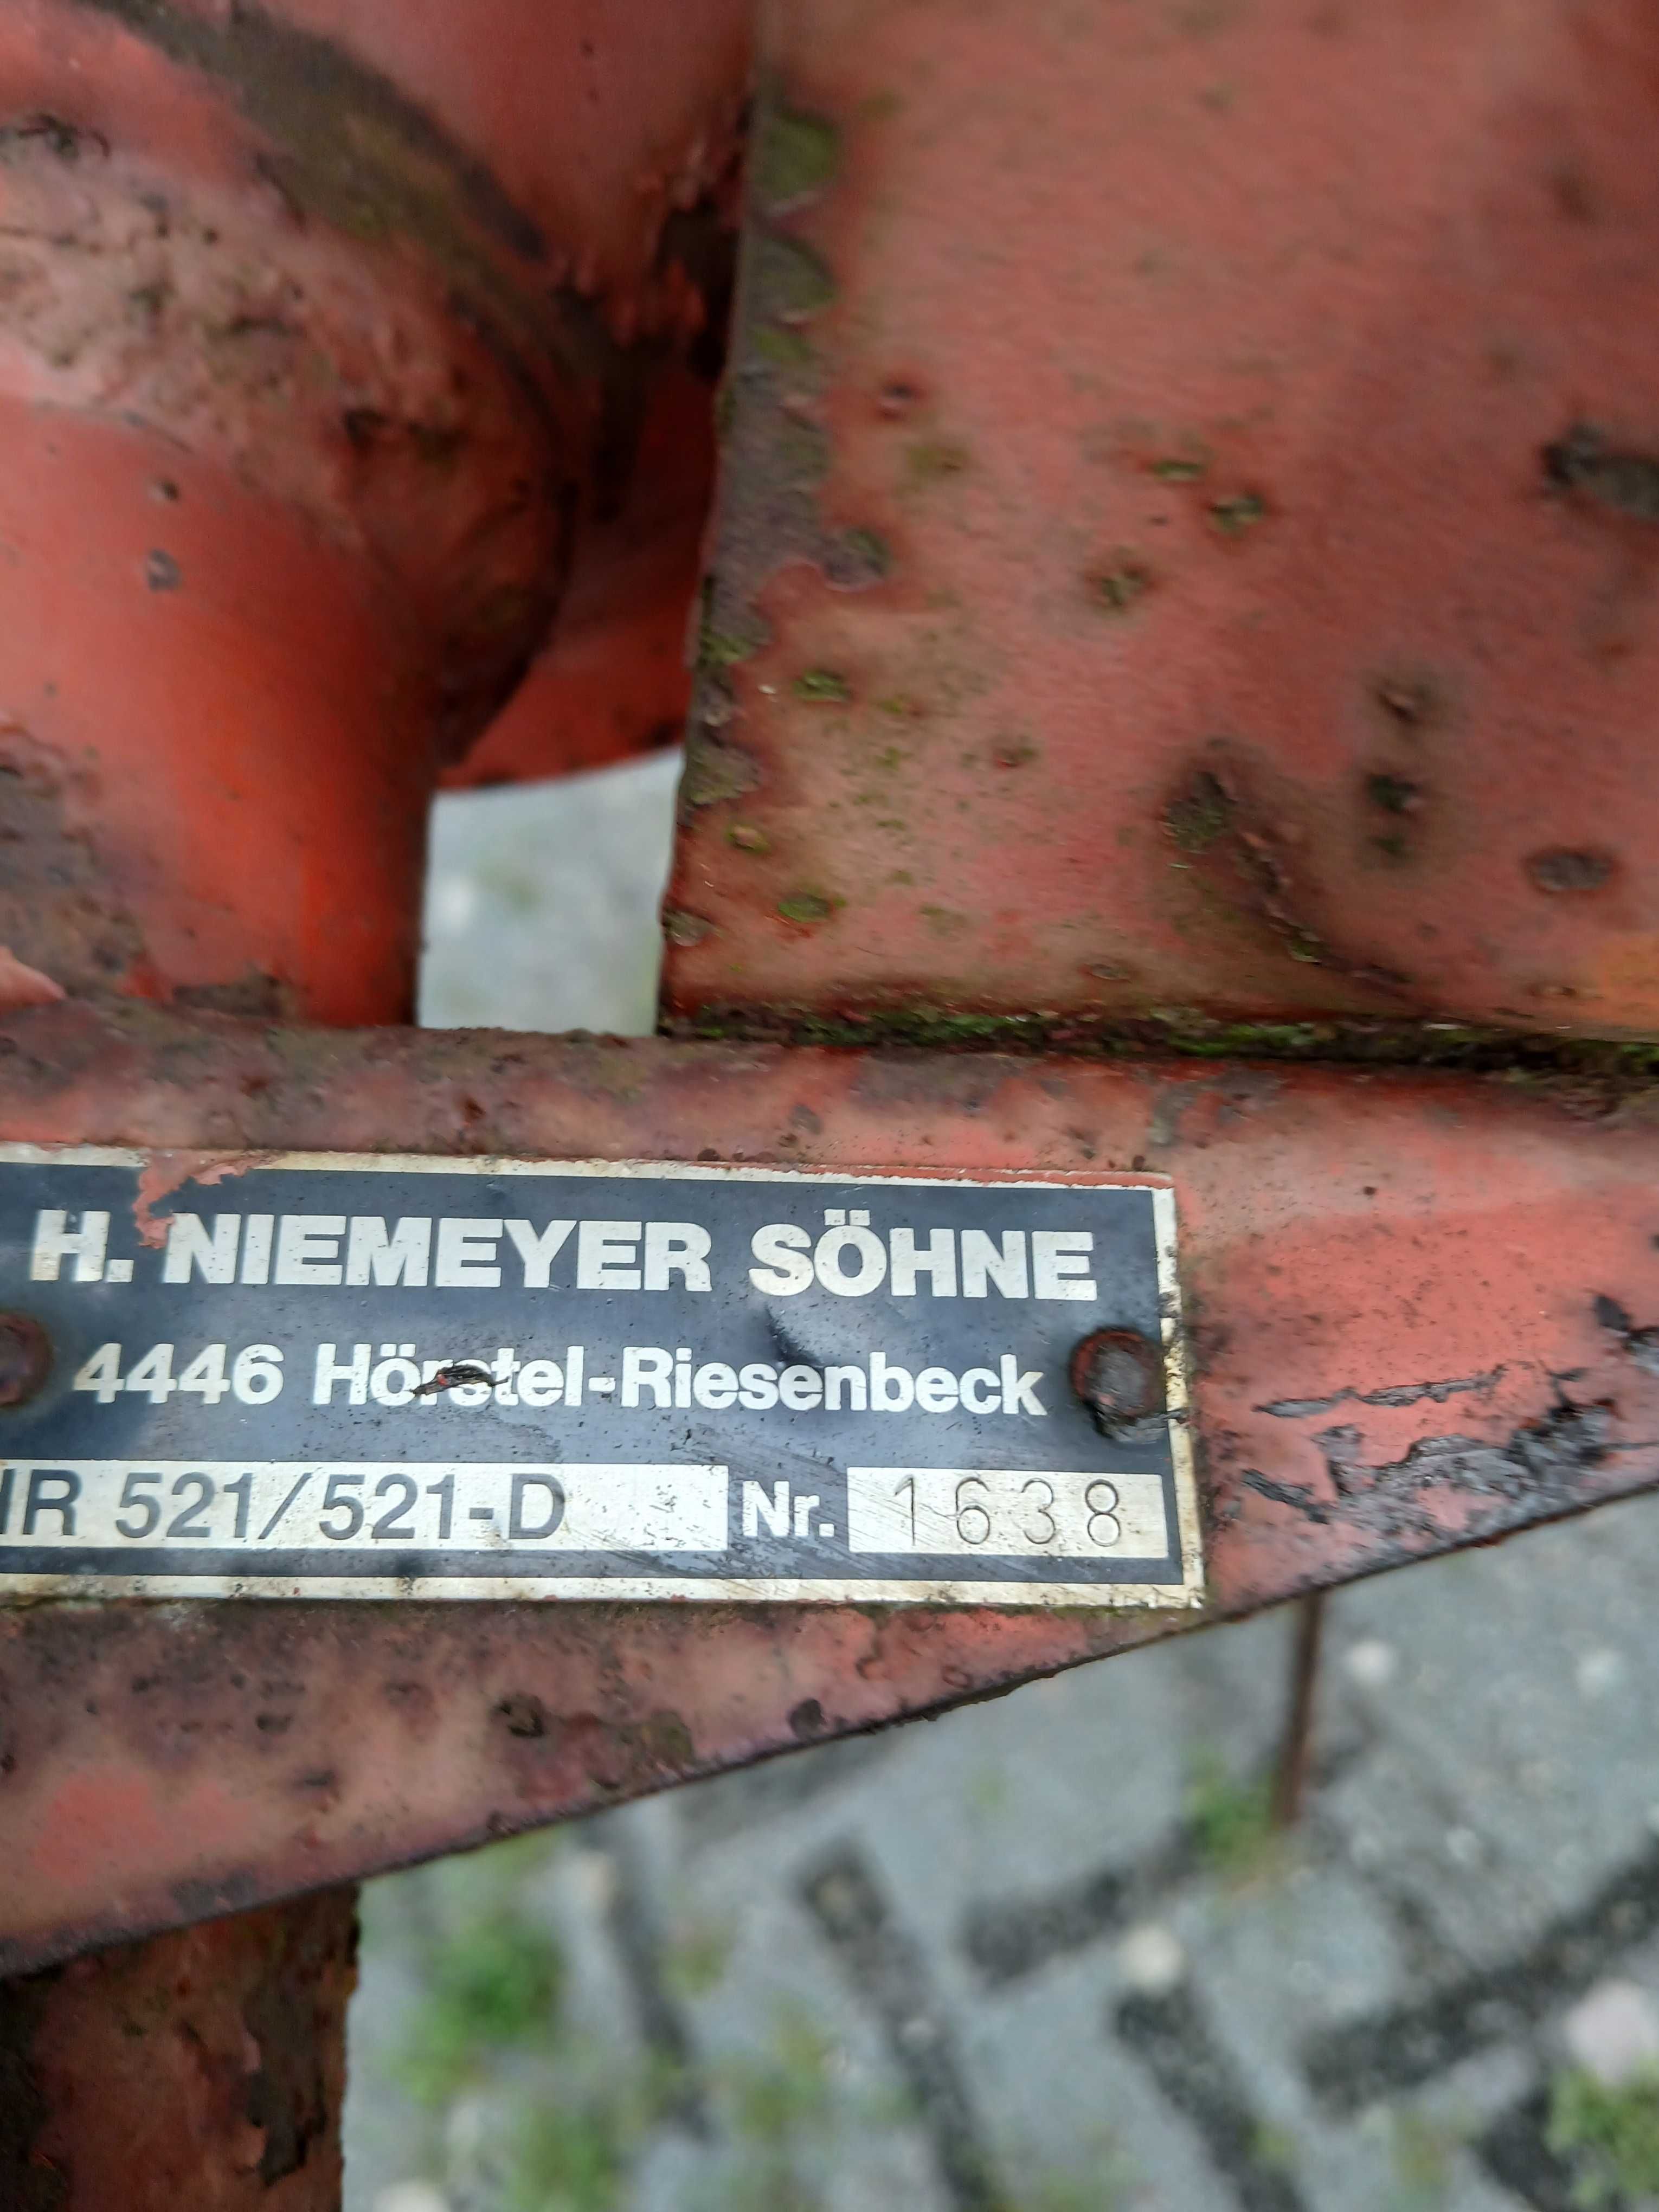 H. NIEMEYER SÖHNE
4446 Hörstel-Riesenbeck
521/521-D Nr. 1638